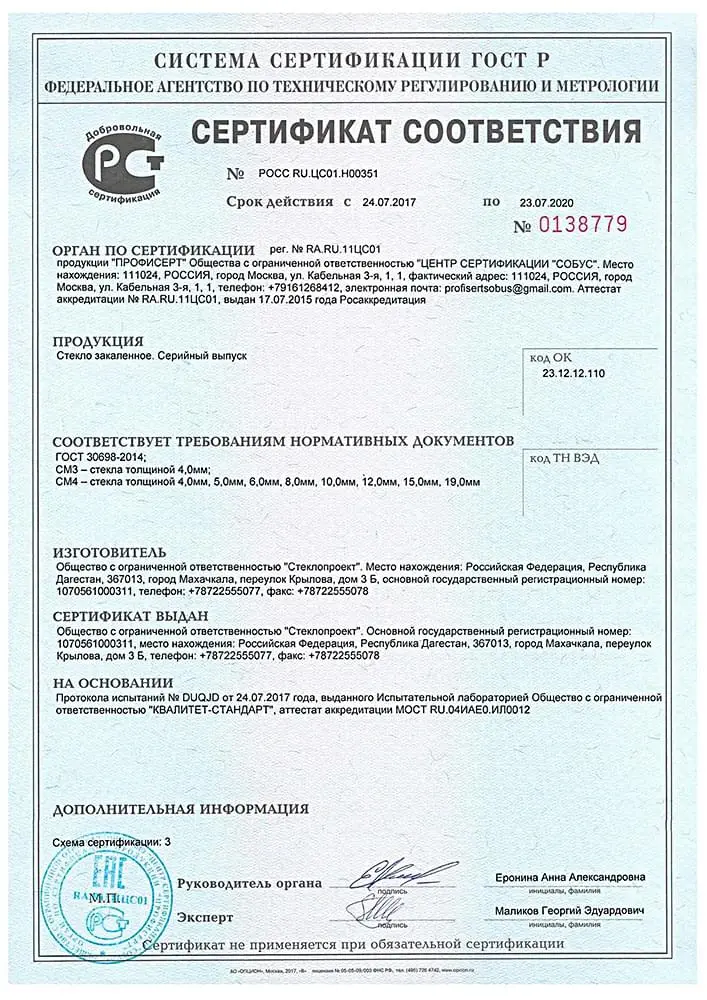 СИСТЕМА СЕРТИФИКАЦИИ ГОСТ Р
ФЕДЕРАЛЬНОЕ АГЕНТСТВО ПО ТЕХНИЧЕСКОМУ РЕГУЛИРОВАНИЮ И МЕТРОЛОГИИ
Добровольная
РСТ
сертификация
СЕРТИФИКАТ СООТВЕТСТВИЯ
№ РОСС RU.ЦС01.Н00351
Срок действия с 24.07.2017 по 23.07.2020
№ 0138779
ОРГАН ПО СЕРТИФИКАЦИИ рег. № RA.RU.11ЦС01
продукции "ПРОФИСЕРТ" Общества с ограниченной ответственностью "ЦЕНТР СЕРТИФИКАЦИИ "СОБУС". Место
нахождения: 111024, РОССИЯ, город Москва, ул. Кабельная 3-я, 1, 1, фактический адрес: 111024, РОССИЯ, город
Москва, ул. Кабельная 3-я, 1, 1, телефон: +79161268412, электронная почта: profisertsobus@gmail.com. Аттестат
аккредитации № RA.RU.11ЦС01, выдан 17.07.2015 года Росаккредитация
ПРОДУКЦИЯ
Стекло закаленное. Серийный выпуск
код ОК
23.12.12.110
СООТВЕТСТВУЕТ ТРЕБОВАНИЯМ НОРМАТИВНЫХ ДОКУМЕНТОВ
ГОСТ 30698-2014;
СМ3 – стекла толщиной 4,0мм;
СМ4 – стекла толщиной 4,0мм, 5,0мм, 6,0мм, 8,0мм, 10,0мм, 12,0мм, 15,0мм, 19,0мм
код ТН ВЭД
ИЗГОТОВИТЕЛЬ
Общество с ограниченной ответственностью "Стеклопроект". Место нахождения: Российская Федерация, Республика
Дагестан, 367013, город Махачкала, переулок Крылова, дом 3 Б, основной государственный регистрационный номер:
1070561000311, телефон: +78722555077, факс: +78722555078
СЕРТИФИКАТ ВЫДАН
Общество с ограниченной ответственностью "Стеклопроект". Основной государственный регистрационный номер:
1070561000311, место нахождения: Российская Федерация, Республика Дагестан, 367013, город Махачкала, переулок
Крылова, дом 3 Б, телефон: +78722555077, факс: +78722555078
НА ОСНОВАНИИ
Протокола испытаний № DUQJD от 24.07.2017 года, выданного Испытательной лабораторией Общество с ограниченной
ответственностью "КВАЛИТЕТ-СТАНДАРТ", аттестат аккредитации МОСТ RU.04ИАЕ0.ИЛ0012
ДОПОЛНИТЕЛЬНАЯ ИНФОРМАЦИЯ
Схема сертификации: 3
М.П.
Руководитель органа
подпись
Еронина Анна Александровна
инициалы, фамилия
Эксперт
подпись
Маликов Георгий Эдуардович
инициалы, фамилия
Сертификат не применяется при обязательной сертификации
АО «ОПЦИОН», Москва, 2017, «В» лицензия № 05-05-09/003 ФНС РФ, тел. (495) 726 4742, www.opcion.ru